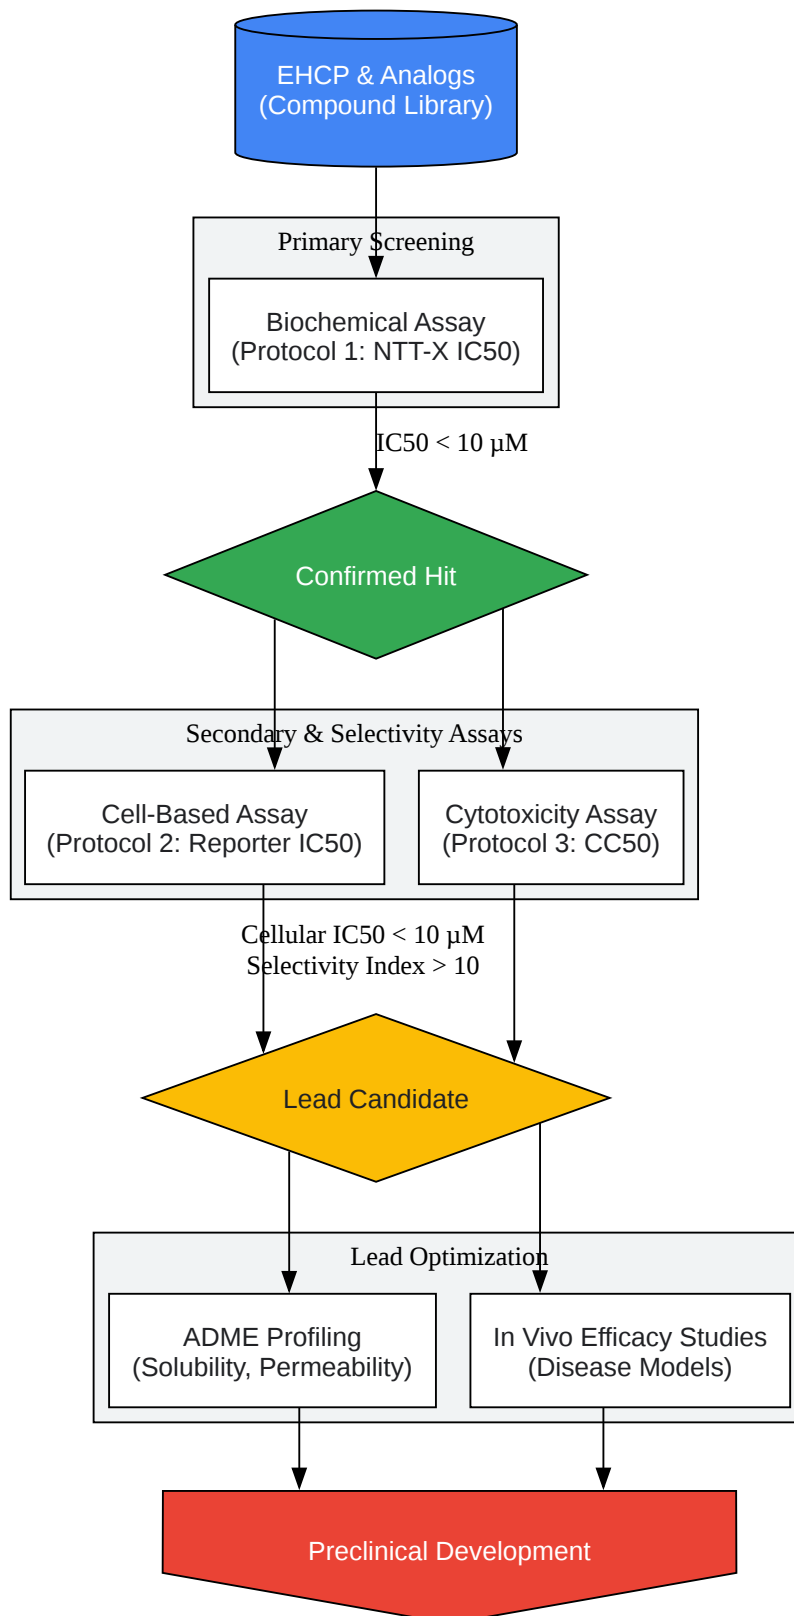 EHCP & Analogs
(Compound Library)
Primary Screening
Biochemical Assay
(Protocol 1: NTT-X IC50)
IC50 < 10 µM
Confirmed Hit
Secondary & Selectivity Assays
Cell-Based Assay
(Protocol 2: Reporter IC50)
Cytotoxicity Assay
(Protocol 3: CC50)
Cellular IC50 < 10 µM
Selectivity Index > 10
Lead Candidate
Lead Optimization
ADME Profiling
(Solubility, Permeability)
In Vivo Efficacy Studies
(Disease Models)
Preclinical Development